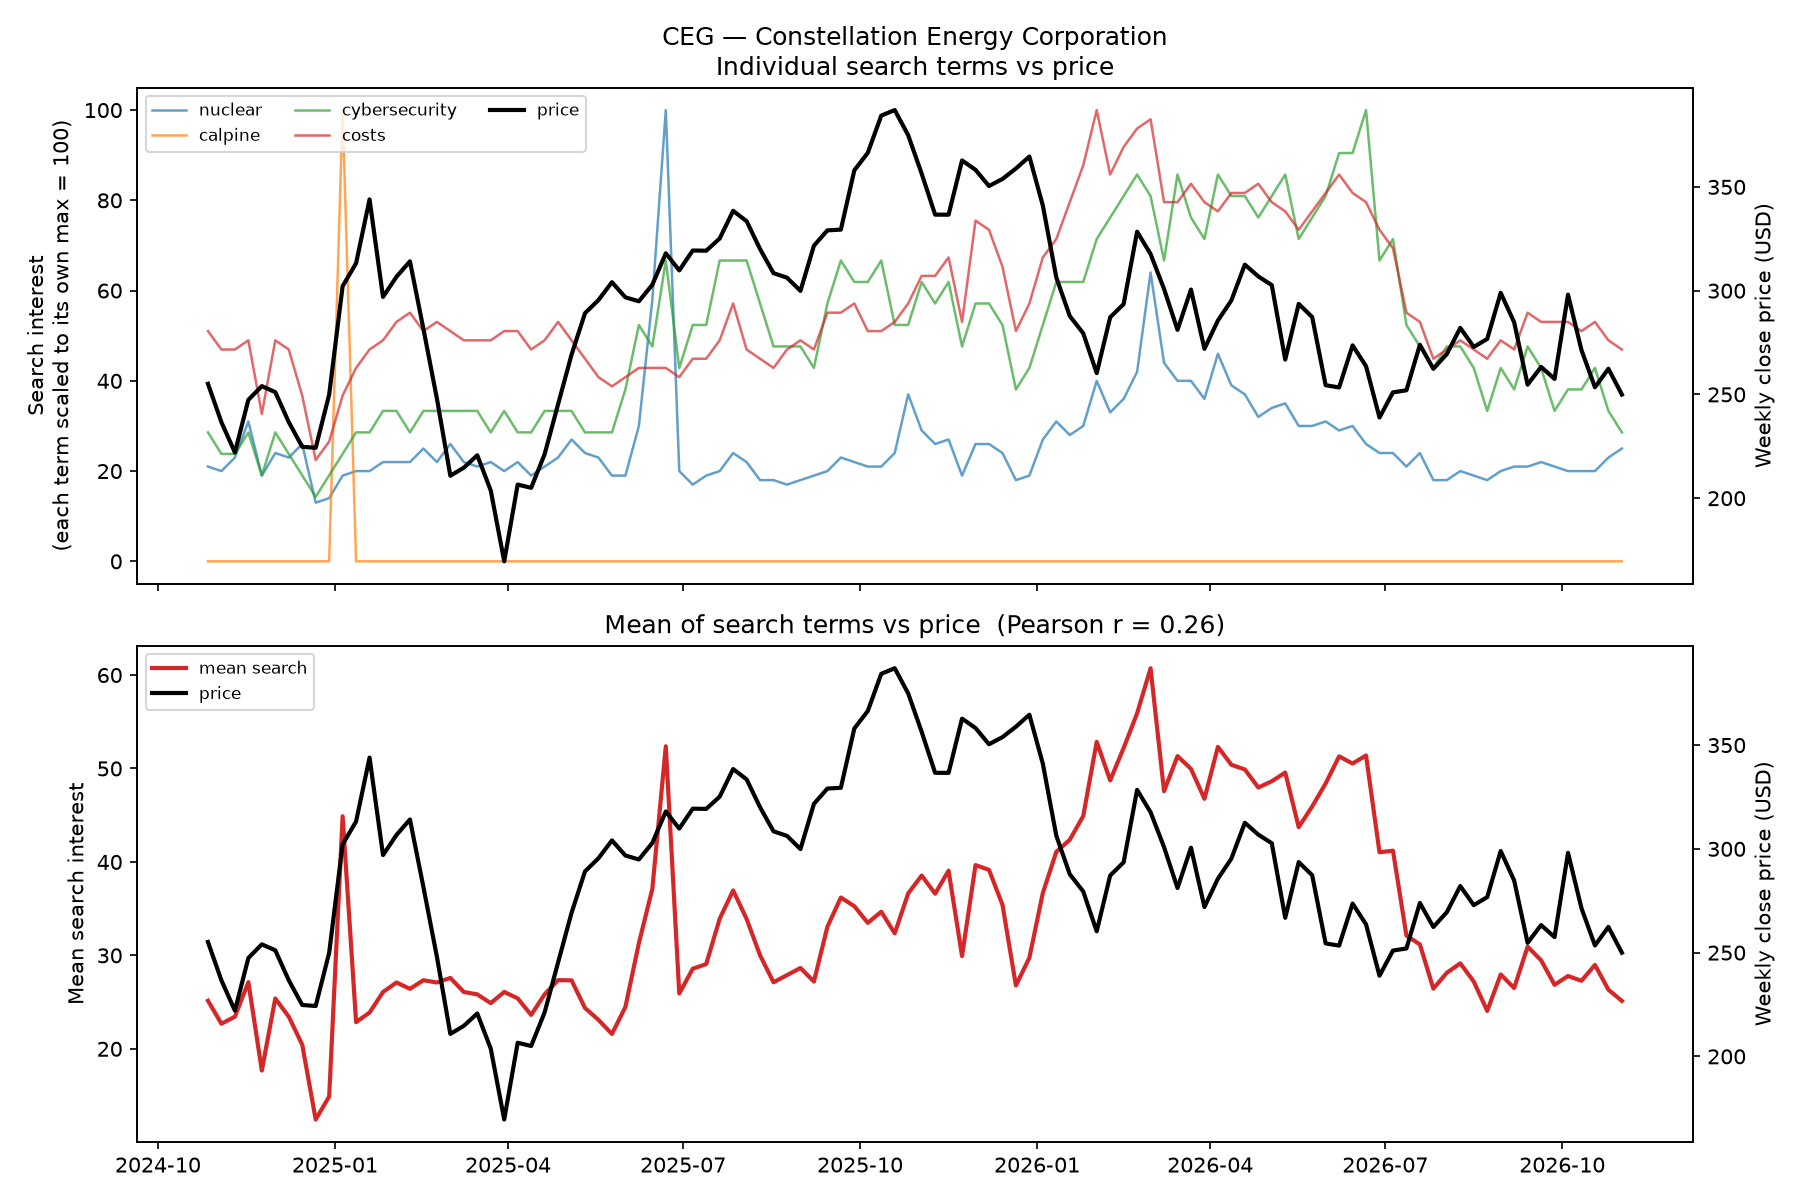 CEG — Constellation Energy Corporation
Individual search terms vs price
nuclear
calpine
cybersecurity
costs
price
Search interest
(each term scaled to its own max = 100)
100
80
60
40
20
0
Weekly close price (USD)
350
300
250
200
Mean of search terms vs price (Pearson r = 0.26)
mean search
price
Mean search interest
60
50
40
30
20
Weekly close price (USD)
350
300
250
200
2024-10
2025-01
2025-04
2025-07
2025-10
2026-01
2026-04
2026-07
2026-10